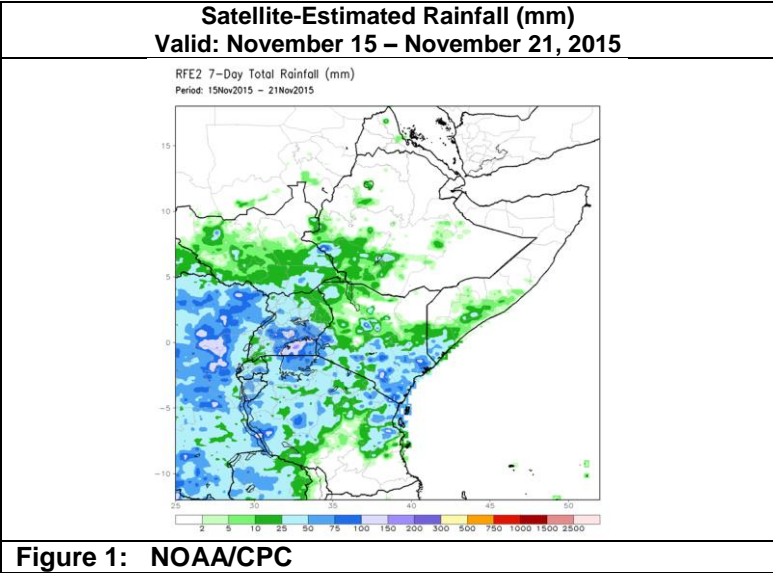 Satellite-Estimated Rainfall (mm)
Valid: November 15 – November 21, 2015
RFE2 7-Day Total Rainfall (mm)
Period: 15Nov2015 – 21Nov2015
15
10
5
0
-5
-10
25 30 35 40 45 50
2 5 10 25 50 75 100 150 200 300 500 750 1000 1500 2500
Figure 1: NOAA/CPC